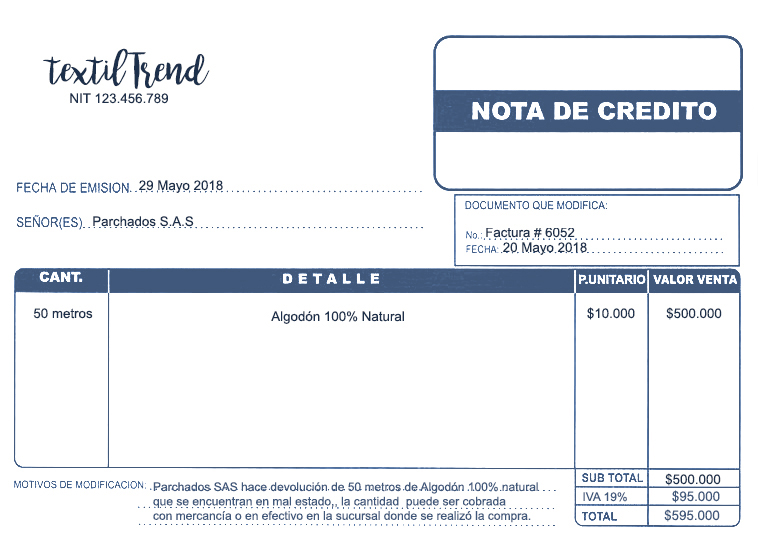 textilTrend
NIT 123.456.789
NOTA DE CREDITO
FECHA DE EMISION 29 Mayo 2018
SEÑOR(ES) Parchados S.A.S
DOCUMENTO QUE MODIFICA:
No.: Factura # 6052
FECHA: 20 Mayo 2018
CANT. DETALLE P.UNITARIO VALOR VENTA
50 metros Algodón 100% Natural $10.000 $500.000
SUB TOTAL $500.000
IVA 19% $95.000
TOTAL $595.000
MOTIVOS DE MODIFICACION: Parchados SAS hace devolución de 50 metros de Algodón 100% natural
que se encuentran en mal estado,, la cantidad puede ser cobrada
con mercancía o en efectivo en la sucursal donde se realizó la compra.